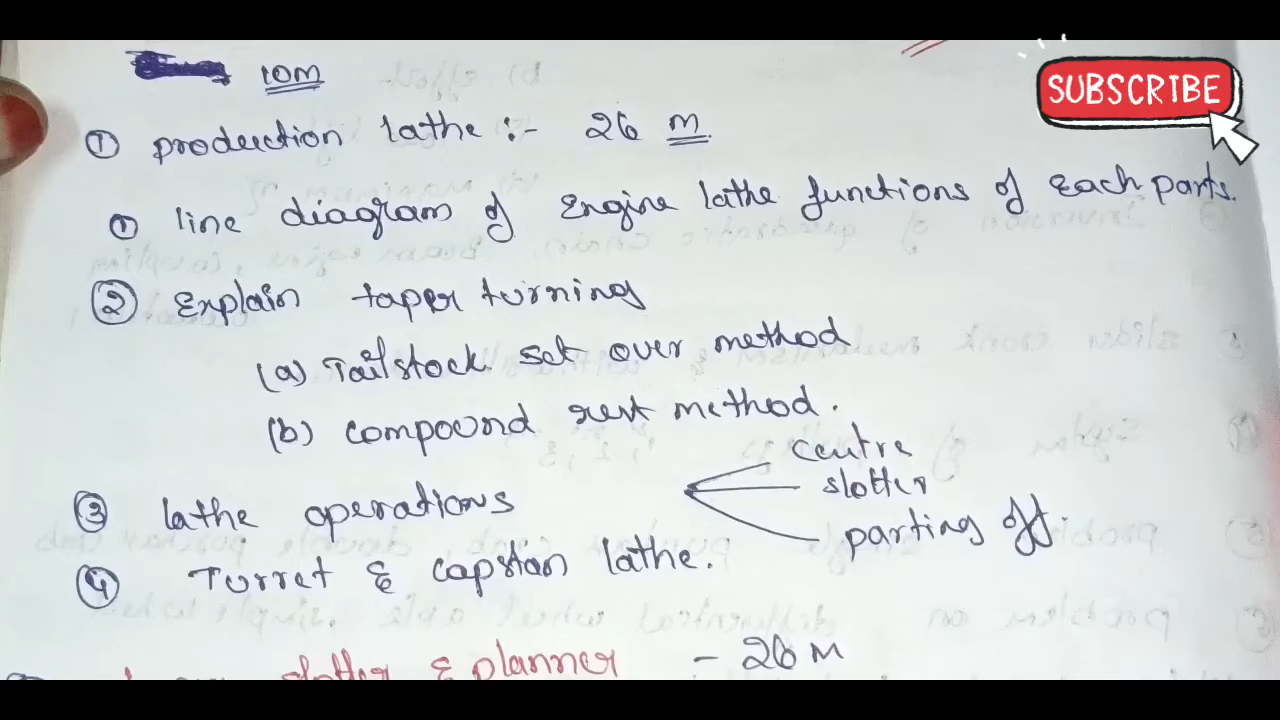 10M
SUBSCRIBE
① production lathe :- 26 M
① line diagram of Engine lathe functions of Each parts.
② Explain taper turning
(a) Tailstock set over method
(b) compound rest method.
③ lathe operations
centre
slotter
parting off.
④ Turret & capstan lathe.
slotter & planner - 26 M